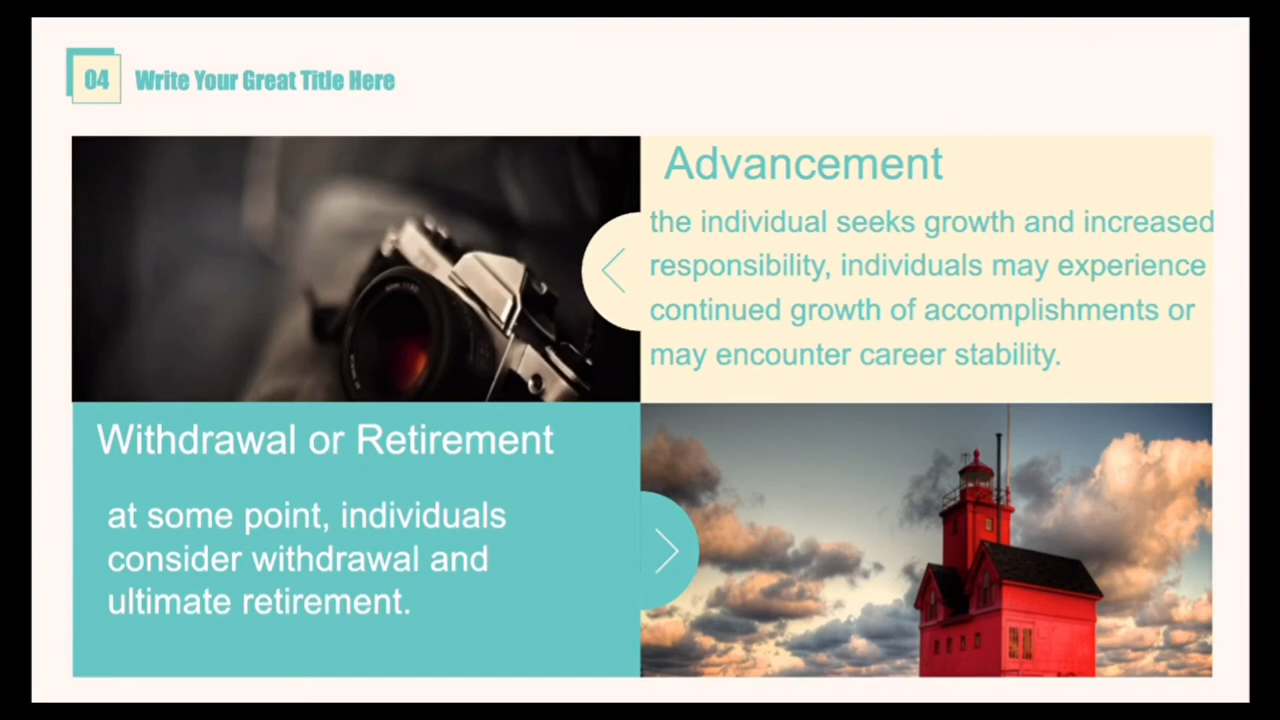 04
Write Your Great Title Here
Advancement
the individual seeks growth and increased
responsibility, individuals may experience
continued growth of accomplishments or
may encounter career stability.
Withdrawal or Retirement
at some point, individuals
consider withdrawal and
ultimate retirement.